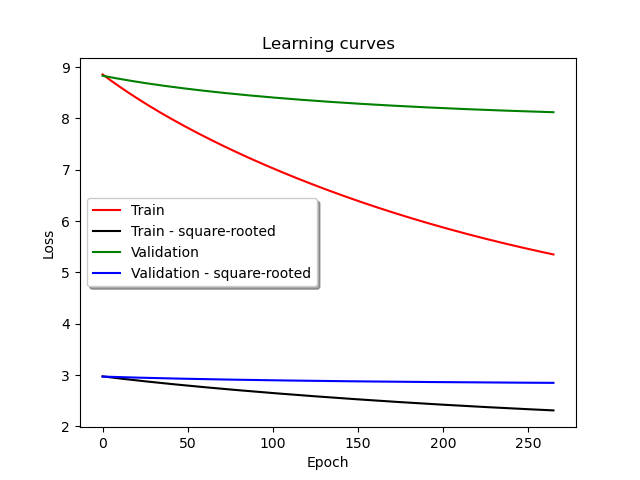 Learning curves
9
8
7
6
5
4
3
2
Loss
Train
Train - square-rooted
Validation
Validation - square-rooted
0 50 100 150 200 250
Epoch